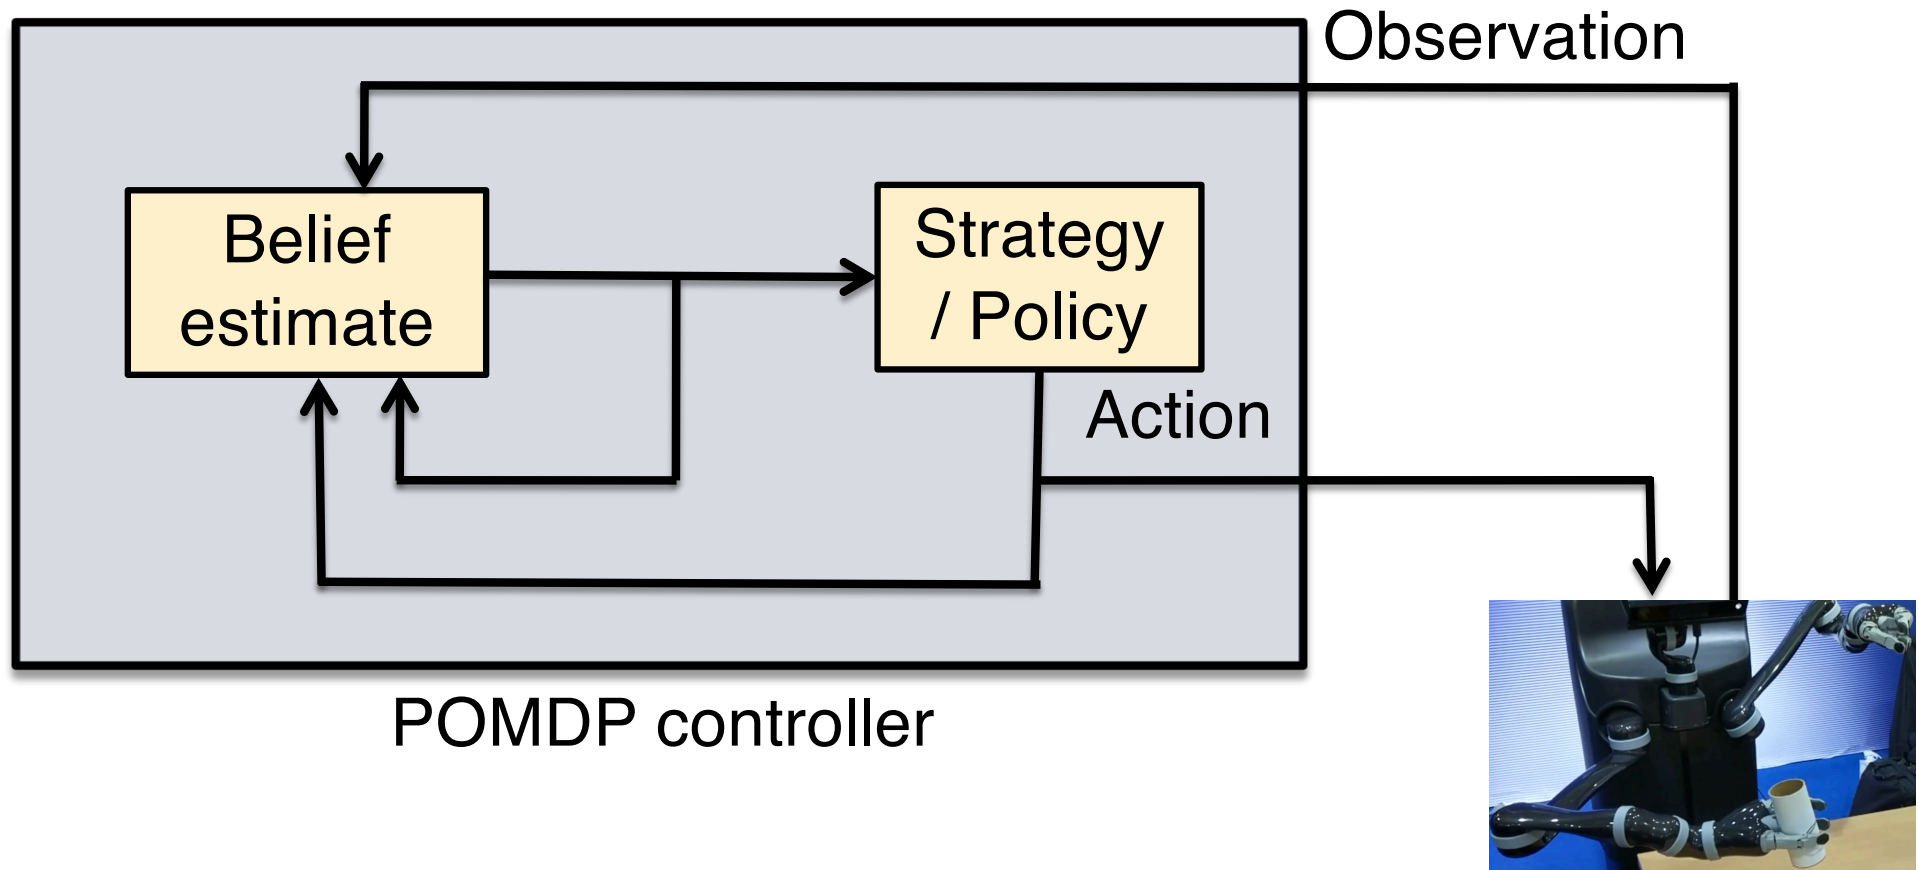 Observation
Belief
estimate
Strategy
/ Policy
Action
POMDP controller